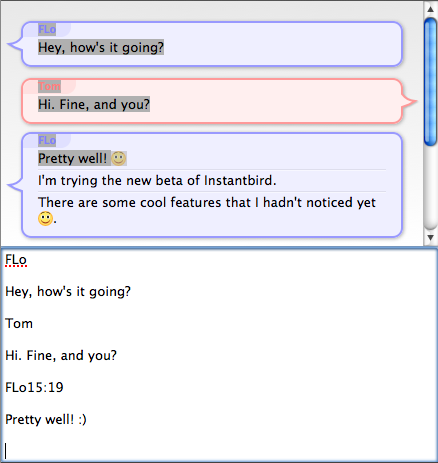 FLo
Hey, how's it going?
Tom
Hi. Fine, and you?
FLo
Pretty well! 🙂
I'm trying the new beta of Instantbird.
There are some cool features that I hadn't noticed yet
🙂.
FLo
Hey, how's it going?
Tom
Hi. Fine, and you?
FLo15:19
Pretty well! :)